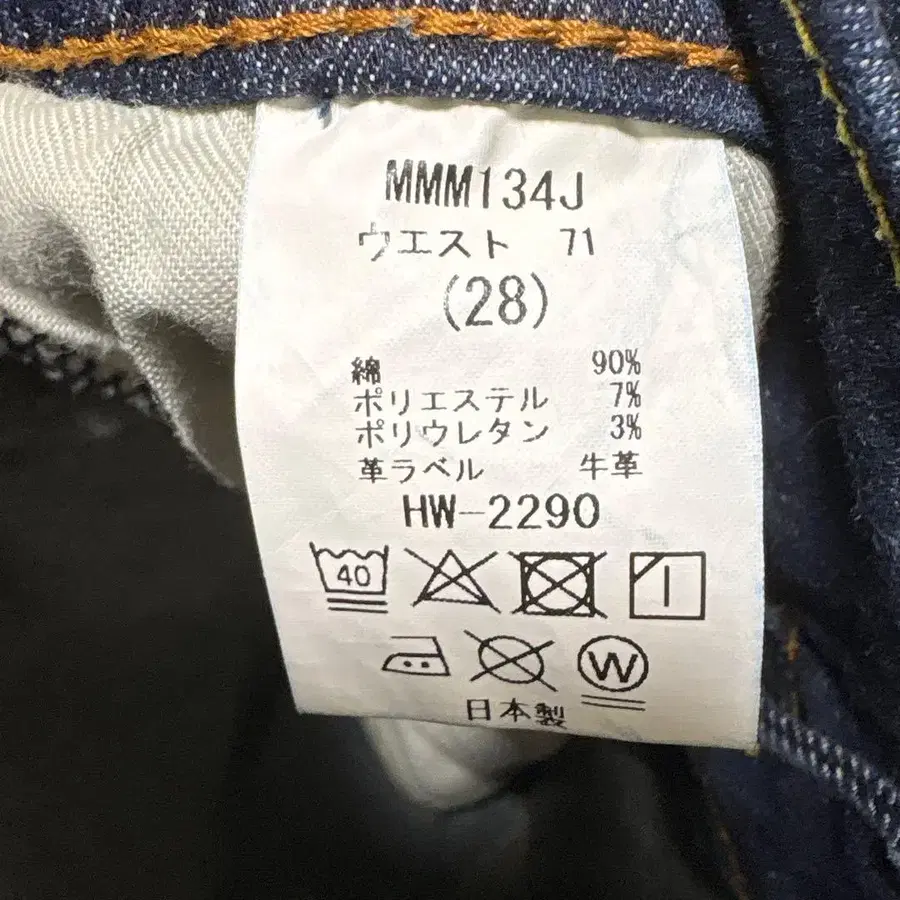 MMM134J
ウエスト 71
(28)
綿 90%
ポリエステル 7%
ポリウレタン 3%
革ラベル 牛革
HW-2290
40
W
日本製